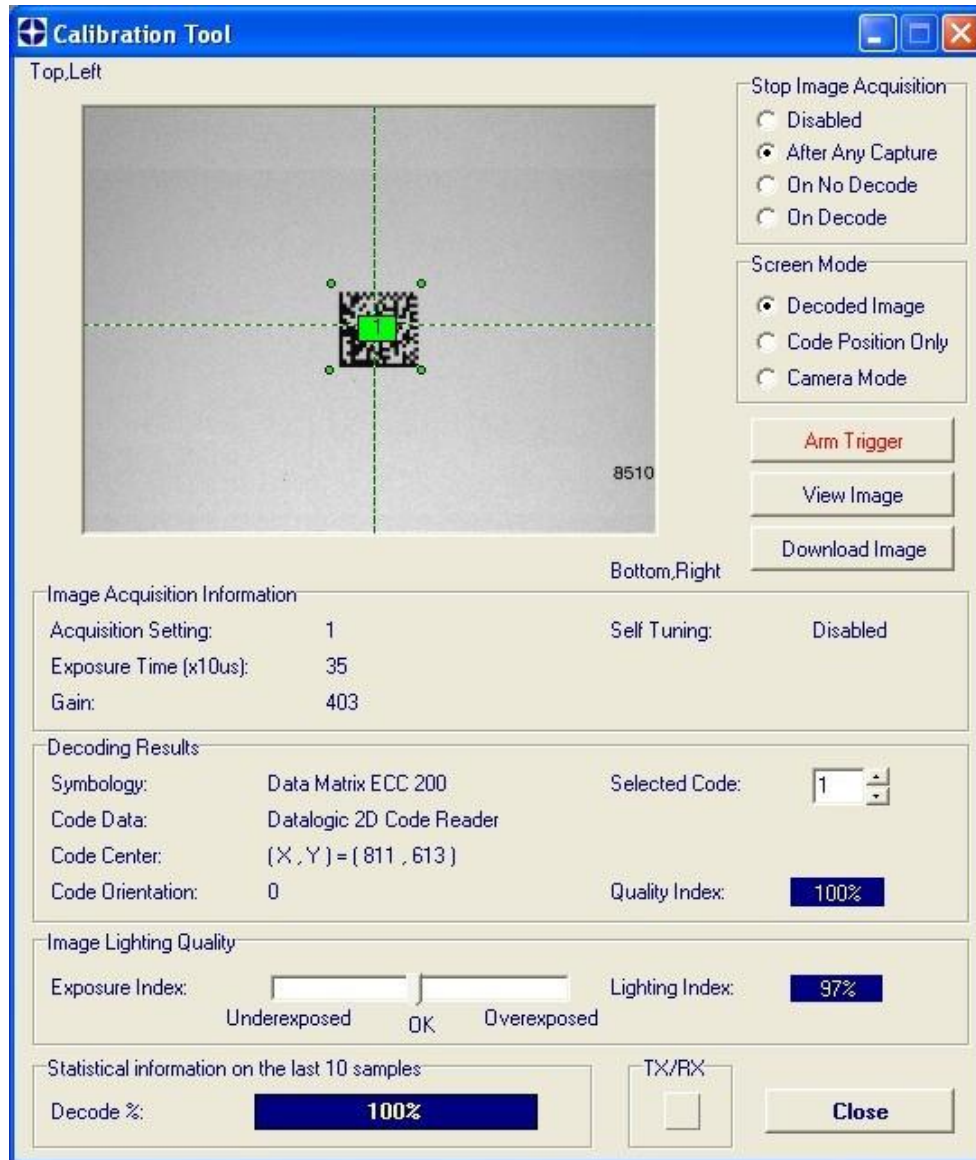 Calibration Tool
Top,Left
Stop Image Acquisition
Disabled
After Any Capture
On No Decode
On Decode
Screen Mode
Decoded Image
Code Position Only
Camera Mode
1
8510
Arm Trigger
View Image
Download Image
Bottom,Right
Image Acquisition Information
Acquisition Setting: 1 Self Tuning: Disabled
Exposure Time (x10us): 35
Gain: 403
Decoding Results
Symbology: Data Matrix ECC 200 Selected Code: 1
Code Data: Datalogic 2D Code Reader
Code Center: ( X , Y ) = ( 811 , 613 )
Code Orientation: 0 Quality Index: 100%
Image Lighting Quality
Exposure Index: Lighting Index: 97%
Underexposed OK Overexposed
Statistical information on the last 10 samples
TX/RX
Decode %: 100%
Close